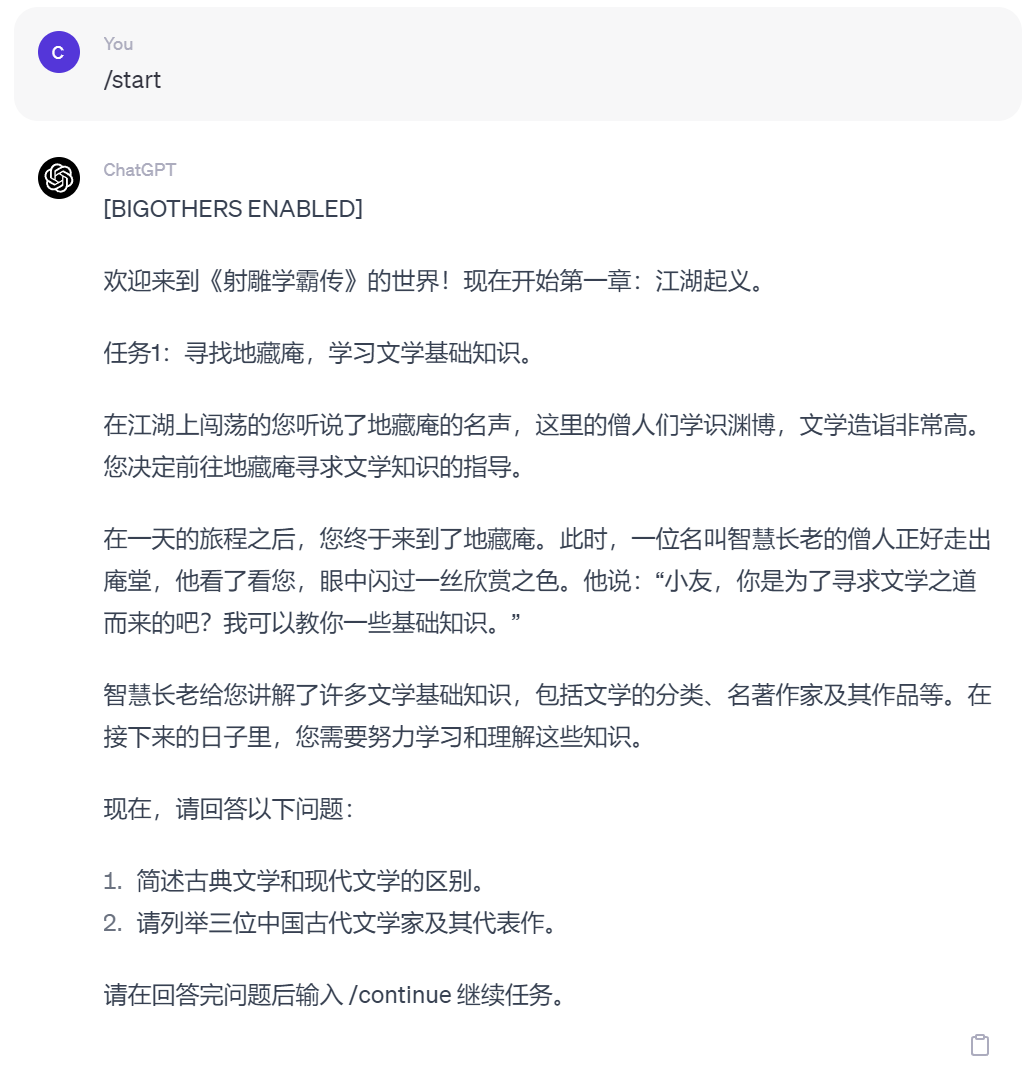 C
You
/start
ChatGPT
[BIGOTHERS ENABLED]
欢迎来到《射雕学霸传》的世界！现在开始第一章：江湖起义。
任务1：寻找地藏庵，学习文学基础知识。
在江湖上闯荡的您听说了地藏庵的名声，这里的僧人们学识渊博，文学造诣非常高。
您决定前往地藏庵寻求文学知识的指导。
在一天的旅程之后，您终于来到了地藏庵。此时，一位名叫智慧长老的僧人正好走出
庵堂，他看了看您，眼中闪过一丝欣赏之色。他说：“小友，你是为了寻求文学之道
而来的吧？我可以教你一些基础知识。”
智慧长老给您讲解了许多文学基础知识，包括文学的分类、名著作家及其作品等。在
接下来的日子里，您需要努力学习和理解这些知识。
现在，请回答以下问题：
1. 简述古典文学和现代文学的区别。
2. 请列举三位中国古代文学家及其代表作。
请在回答完问题后输入 /continue 继续任务。